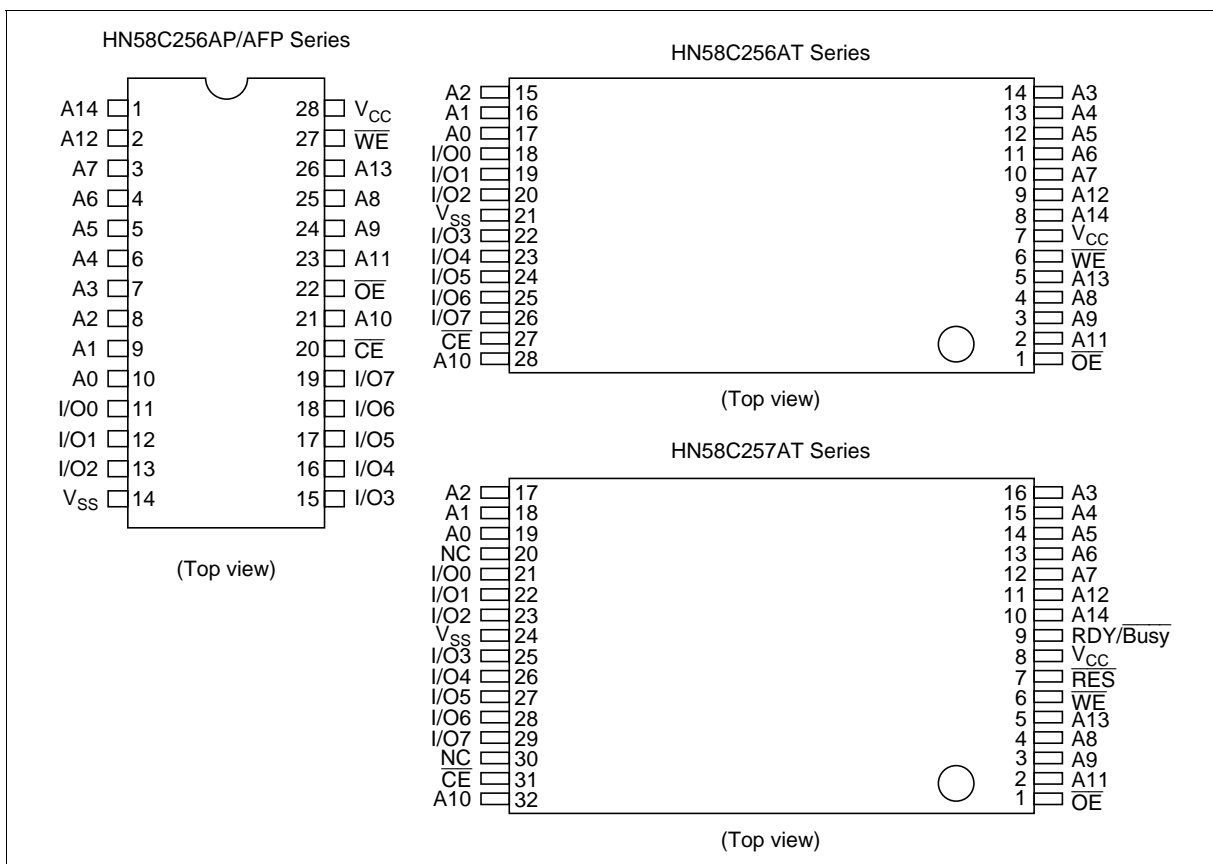 HN58C256AP/AFP Series
A14 1 28 VCC
A12 2 27 WE
A7 3 26 A13
A6 4 25 A8
A5 5 24 A9
A4 6 23 A11
A3 7 22 OE
A2 8 21 A10
A1 9 20 CE
A0 10 19 I/O7
I/O0 11 18 I/O6
I/O1 12 17 I/O5
I/O2 13 16 I/O4
VSS 14 15 I/O3
(Top view)
HN58C256AT Series
A2 15 14 A3
A1 16 13 A4
A0 17 12 A5
I/O0 18 11 A6
I/O1 19 10 A7
I/O2 20 9 A12
VSS 21 8 A14
I/O3 22 7 VCC
I/O4 23 6 WE
I/O5 24 5 A13
I/O6 25 4 A8
I/O7 26 3 A9
CE 27 2 A11
A10 28 1 OE
(Top view)
HN58C257AT Series
A2 17 16 A3
A1 18 15 A4
A0 19 14 A5
NC 20 13 A6
I/O0 21 12 A7
I/O1 22 11 A12
I/O2 23 10 A14
VSS 24 9 RDY/Busy
I/O3 25 8 VCC
I/O4 26 7 RES
I/O5 27 6 WE
I/O6 28 5 A13
I/O7 29 4 A8
NC 30 3 A9
CE 31 2 A11
A10 32 1 OE
(Top view)